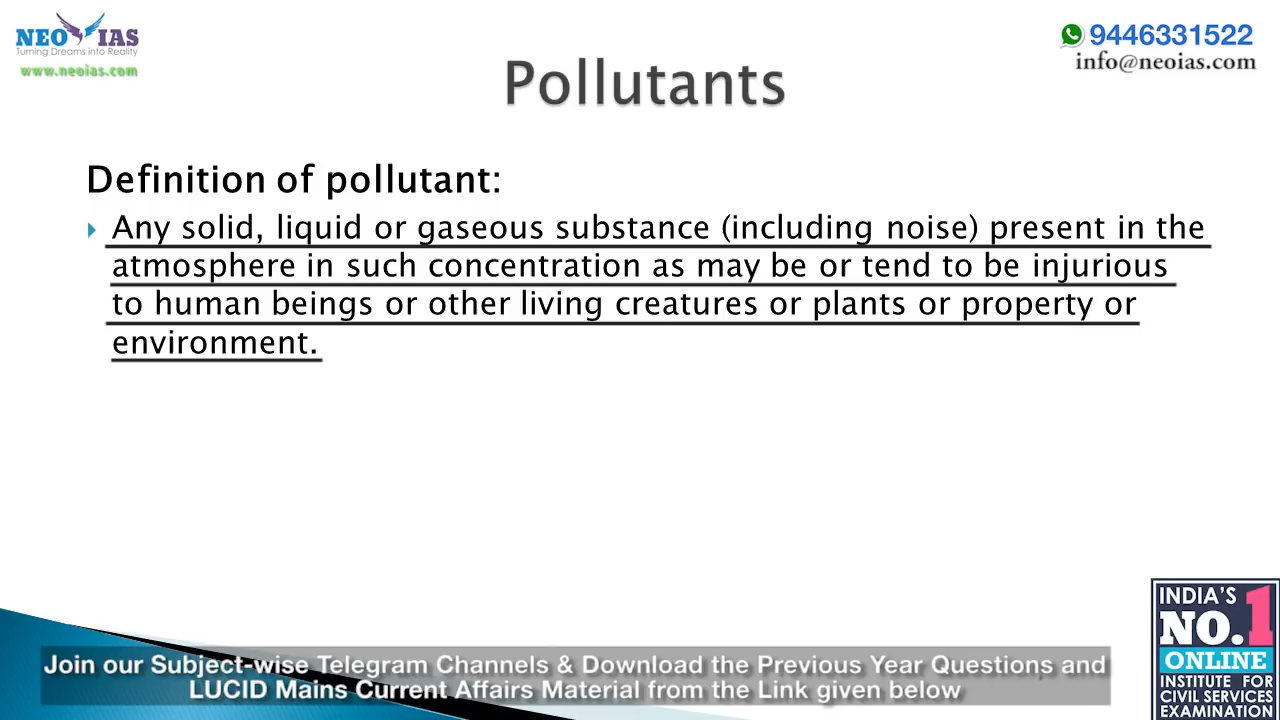 NEO IAS
Turning Dreams into Reality
www.neoias.com
9446331522
info@neoias.com
Pollutants
Definition of pollutant:
Any solid, liquid or gaseous substance (including noise) present in the
atmosphere in such concentration as may be or tend to be injurious
to human beings or other living creatures or plants or property or
environment.
INDIA'S
NO.1
ONLINE
INSTITUTE FOR
CIVIL SERVICES
EXAMINATION
Join our Subject-wise Telegram Channels & Download the Previous Year Questions and
LUCID Mains Current Affairs Material from the Link given below